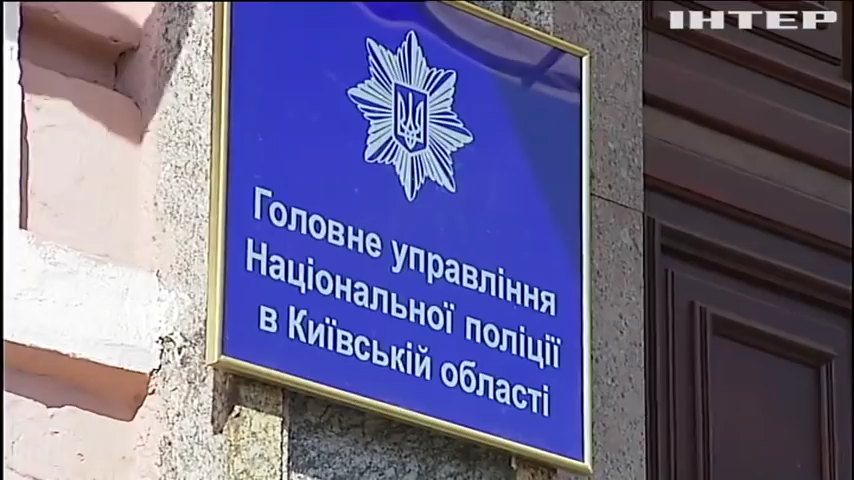 ІНТЕР
Головне управління
Національної поліції
в Київській області